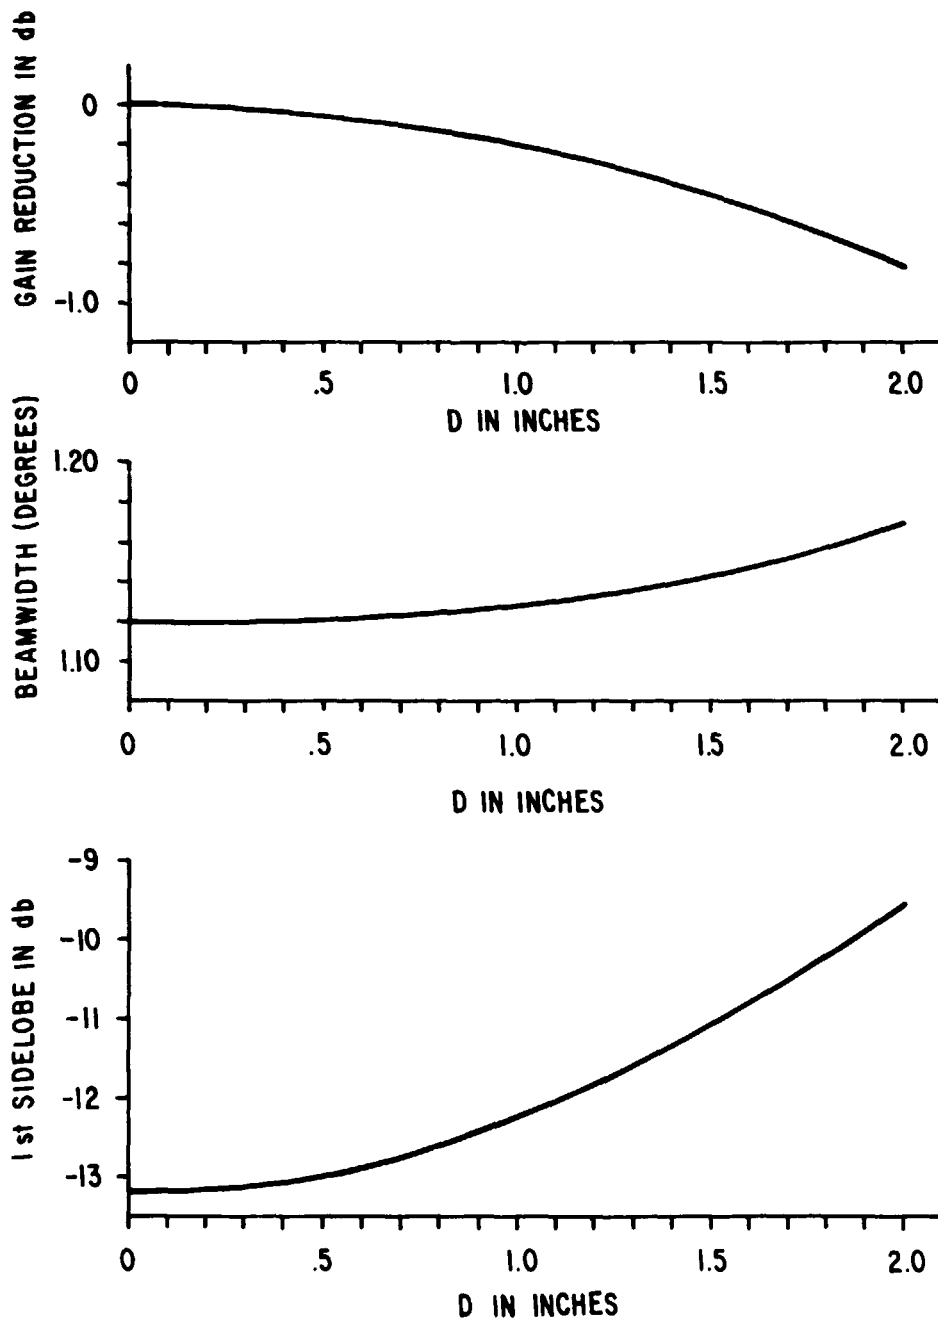 GAIN REDUCTION IN db
0
-1.0
0 .5 1.0 1.5 2.0
D IN INCHES
BEAMWIDTH (DEGREES)
1.20
1.10
0 .5 1.0 1.5 2.0
D IN INCHES
1 st SIDELOBE IN db
-9
-10
-11
-12
-13
0 .5 1.0 1.5 2.0
D IN INCHES